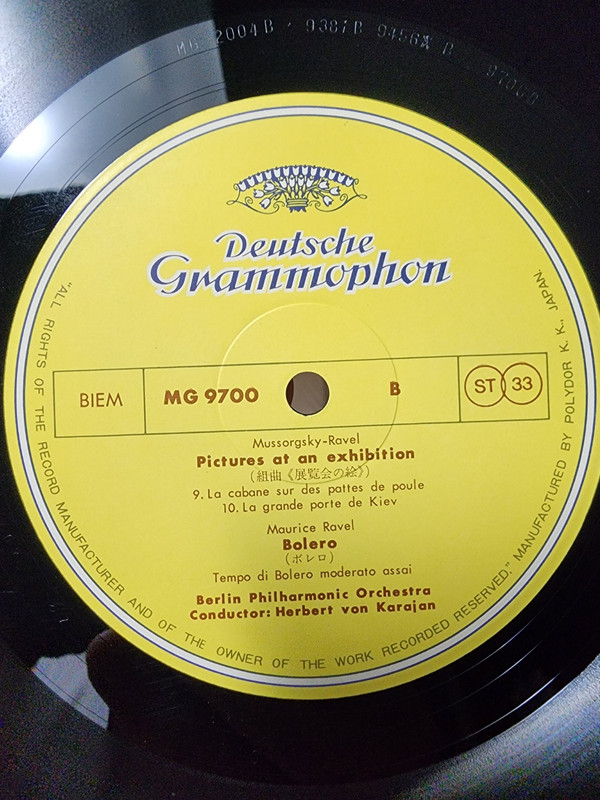 MG 2004 B · 9387 B 9456 B 9700 B
Deutsche
Grammophon
BIEM
MG 9700
B
ST 33
Mussorgsky-Ravel
Pictures at an exhibition
(組曲《展覧会の絵》)
9. La cabane sur des pattes de poule
10. La grande porte de Kiev
Maurice Ravel
Bolero
(ボレロ)
Tempo di Bolero moderato assai
Berlin Philharmonic Orchestra
Conductor: Herbert von Karajan
"ALL RIGHTS OF THE RECORD MANUFACTURER AND OF THE OWNER OF THE WORK RECORDED RESERVED." MANUFACTURED BY POLYDOR K. K., JAPAN.